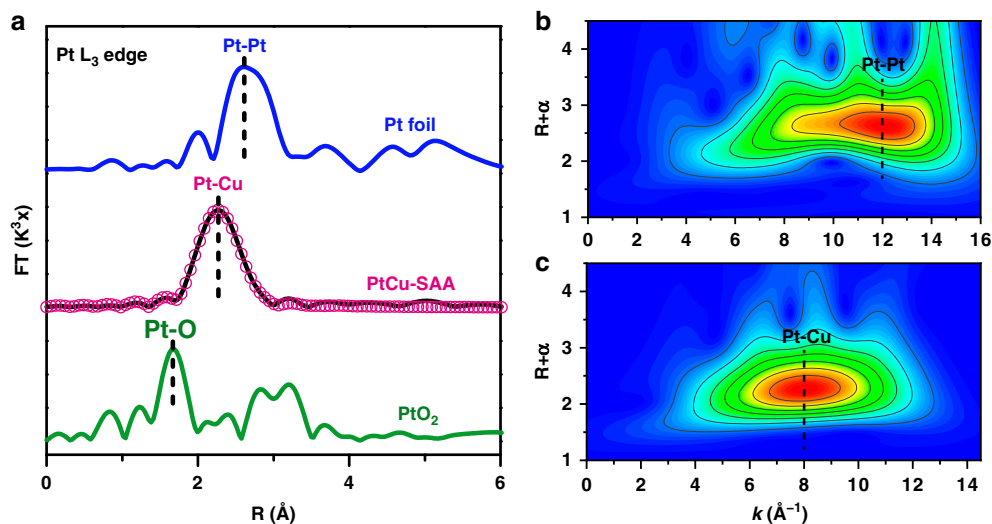 a
Pt L3 edge
Pt-Pt
Pt foil
Pt-Cu
PtCu-SAA
Pt-O
PtO2
FT (K³x)
0 2 4 6
R (Å)
b
Pt-Pt
R+α
4
3
2
1
0 2 4 6 8 10 12 14 16
c
Pt-Cu
R+α
4
3
2
1
0 2 4 6 8 10 12 14
k (Å⁻¹)